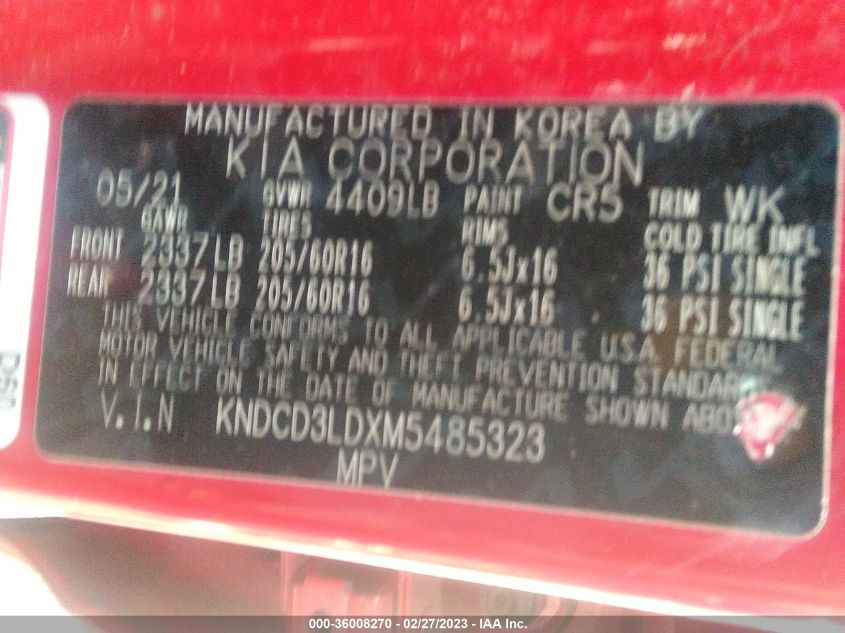 MANUFACTURED IN KOREA BY
KIA CORPORATION
05/21 GVWR 4409LB PAINT CR5 TRIM WK
GAWR TIRES RIMS COLD TIRE INFL
FRONT 2337LB 205/60R16 6.5Jx16 36 PSI SINGLE
REAR 2337LB 205/60R16 6.5Jx16 36 PSI SINGLE
THIS VEHICLE CONFORMS TO ALL APPLICABLE U.S.A. FEDERAL
MOTOR VEHICLE SAFETY AND THEFT PREVENTION STANDARDS
IN EFFECT ON THE DATE OF MANUFACTURE SHOWN ABOVE
V.I.N KNDCD3LDXM5485323
MPV
000-36008270 - 02/27/2023 - IAA Inc.